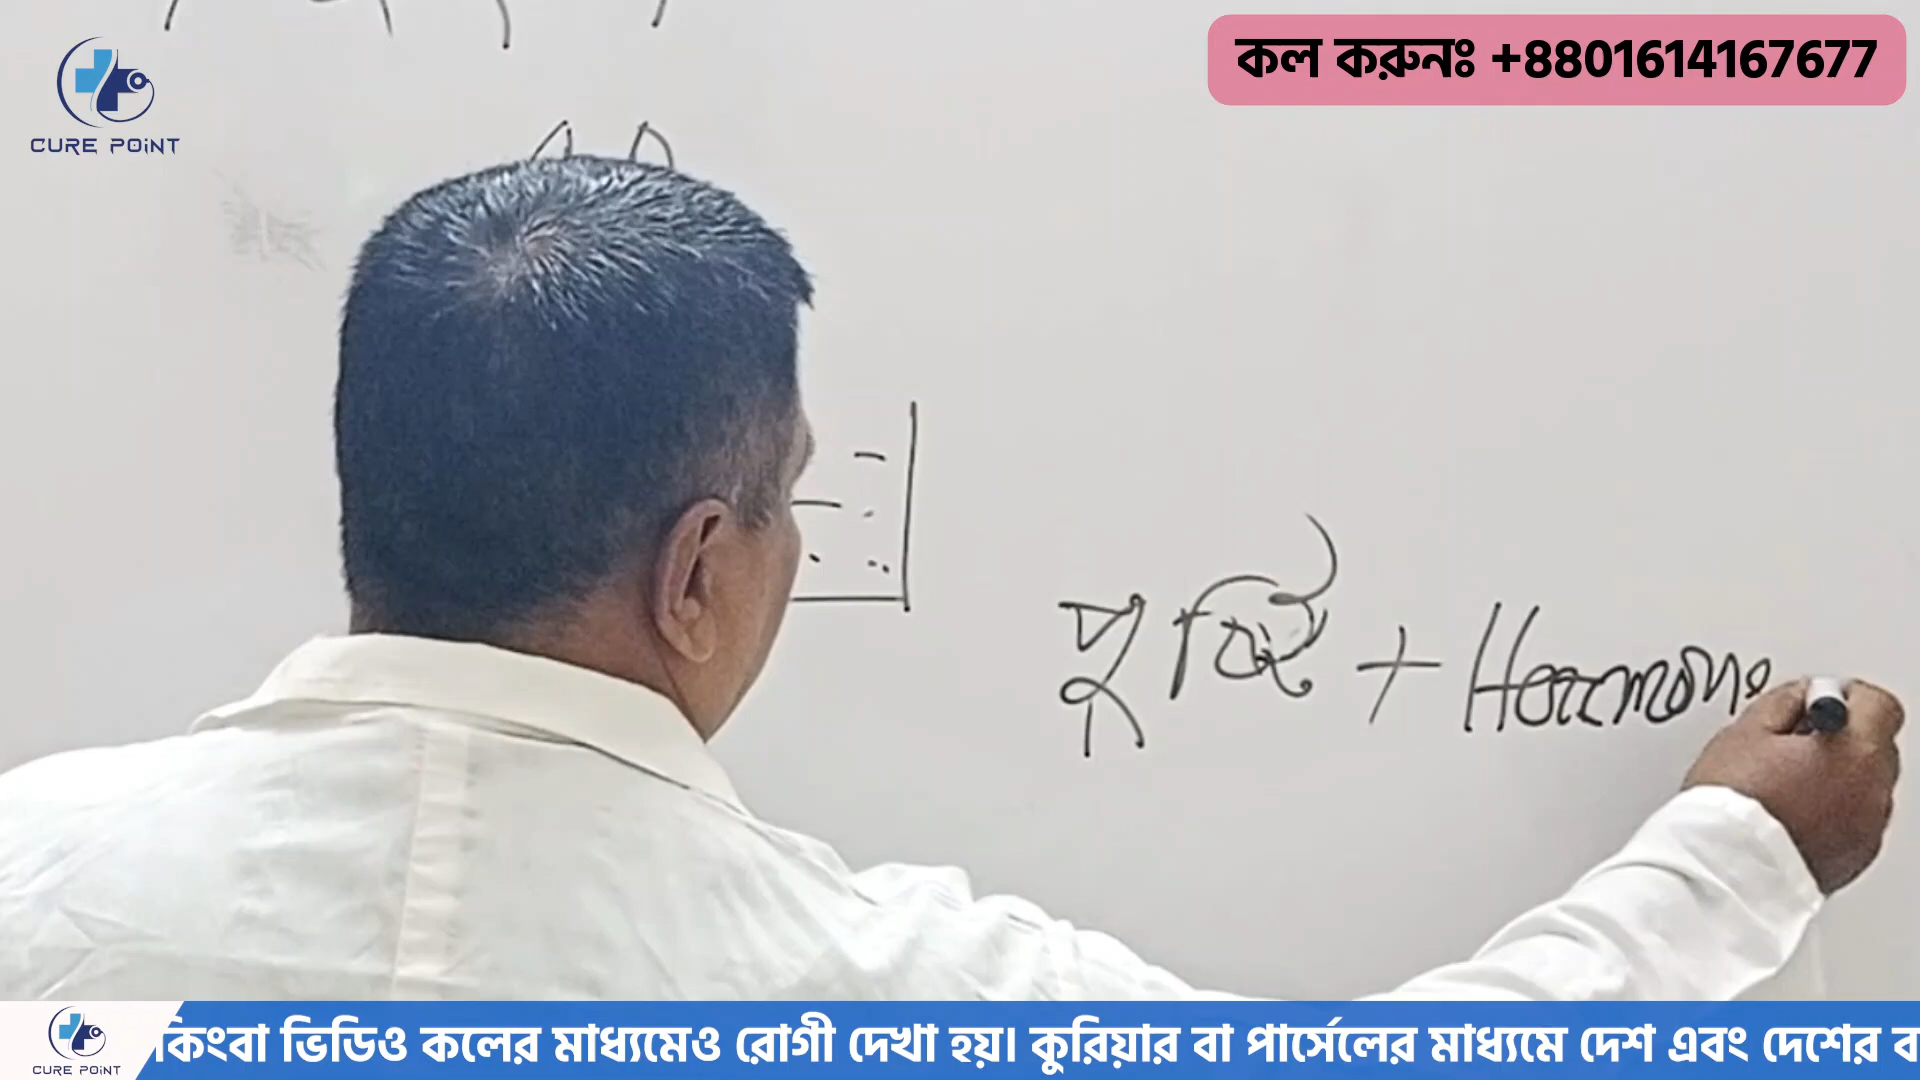 কল করুনঃ +8801614167677
CURE POINT
পুষ্টি + Hormone
কিংবা ভিডিও কলের মাধ্যমেও রোগী দেখা হয়। কুরিয়ার বা পার্সেলের মাধ্যমে দেশ এবং দেশের ব
CURE POINT